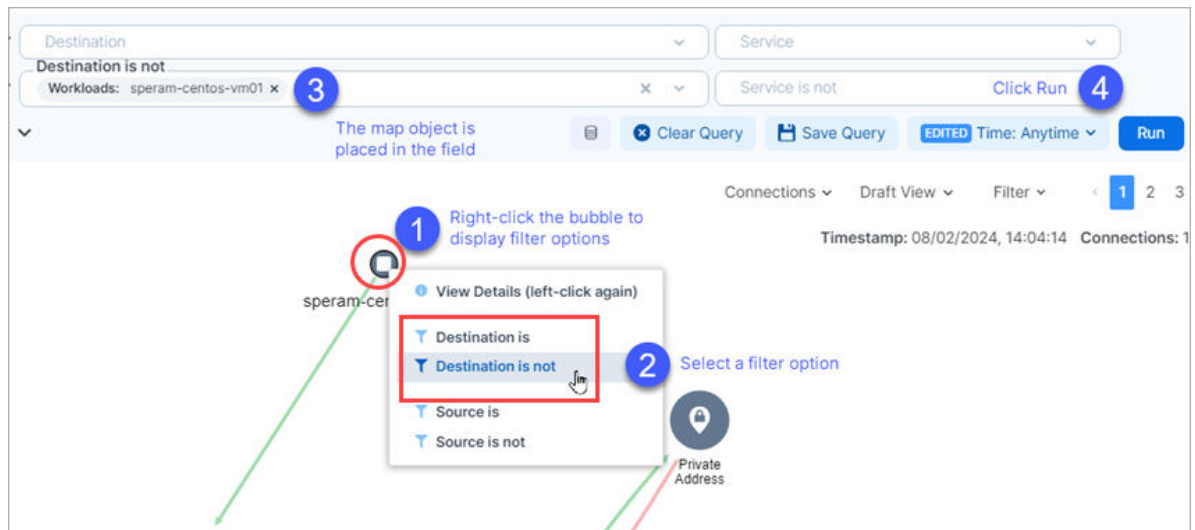 Destination
Service
Destination is not
Workloads: speram-centos-vm01 ×
3
Service is not
Click Run
4
The map object is
placed in the field
Clear Query
Save Query
EDITED Time: Anytime
Run
Connections
Draft View
Filter
< 1 2 3
1
Right-click the bubble to
display filter options
Timestamp: 08/02/2024, 14:04:14 Connections: 1
speram-cer
View Details (left-click again)
Destination is
Destination is not
2
Select a filter option
Source is
Source is not
Private
Address